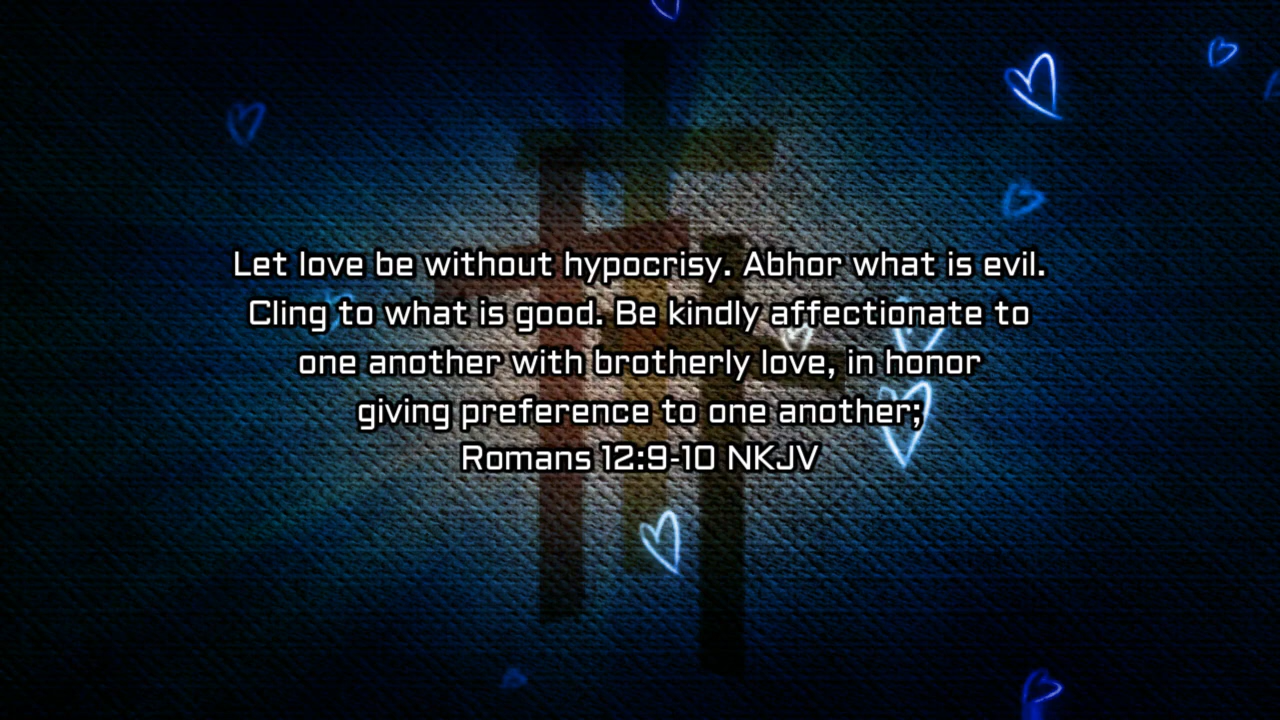 Let love be without hypocrisy. Abhor what is evil.
Cling to what is good. Be kindly affectionate to
one another with brotherly love, in honor
giving preference to one another;
Romans 12:9-10 NKJV